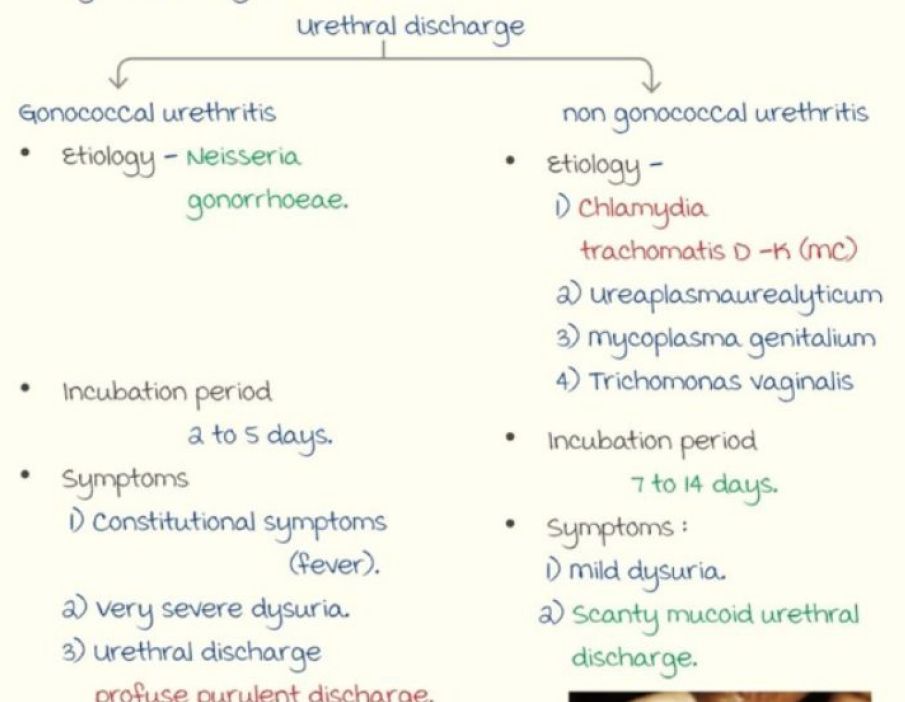 urethral discharge
Gonococcal urethritis
• Etiology - Neisseria
gonorrhoeae.
• Incubation period
2 to 5 days.
• Symptoms
1) Constitutional symptoms
(fever).
2) very severe dysuria.
3) urethral discharge
profuse purulent discharge.
non gonococcal urethritis
• Etiology -
1) Chlamydia
trachomatis D -K (mc)
2) ureaplasmaurealyticum
3) mycoplasma genitalium
4) Trichomonas vaginalis
• Incubation period
7 to 14 days.
• Symptoms :
1) mild dysuria.
2) Scanty mucoid urethral
discharge.